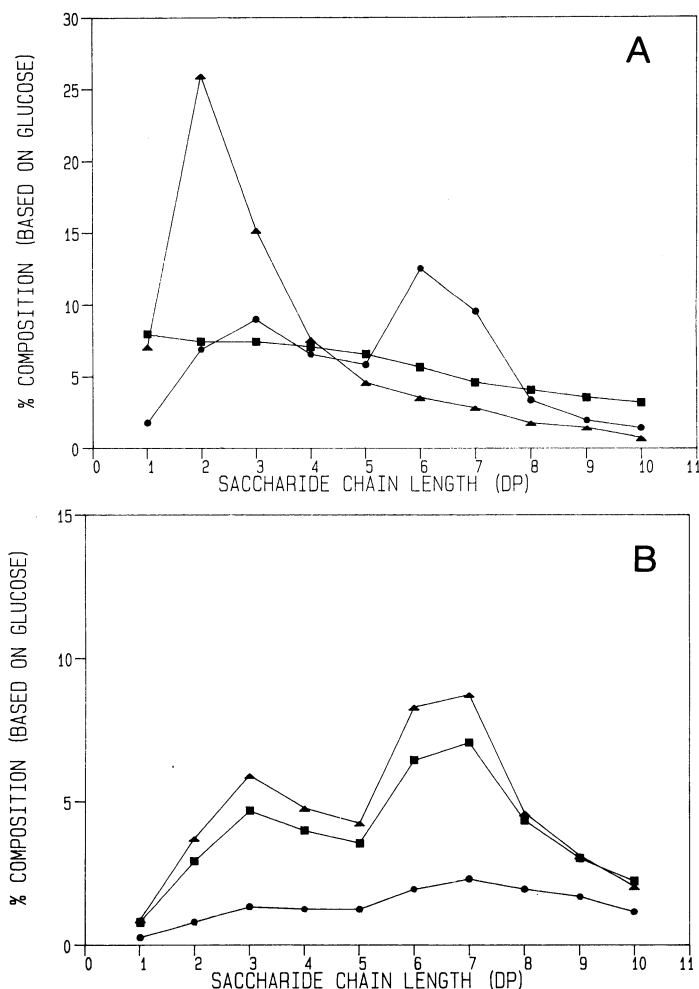 A
% COMPOSITION (BASED ON GLUCOSE)
30
25
20
15
10
5
0
0 1 2 3 4 5 6 7 8 9 10 11
SACCHARIDE CHAIN LENGTH (DP)
B
% COMPOSITION (BASED ON GLUCOSE)
15
10
5
0
0 1 2 3 4 5 6 7 8 9 10 11
SACCHARIDE CHAIN LENGTH (DP)